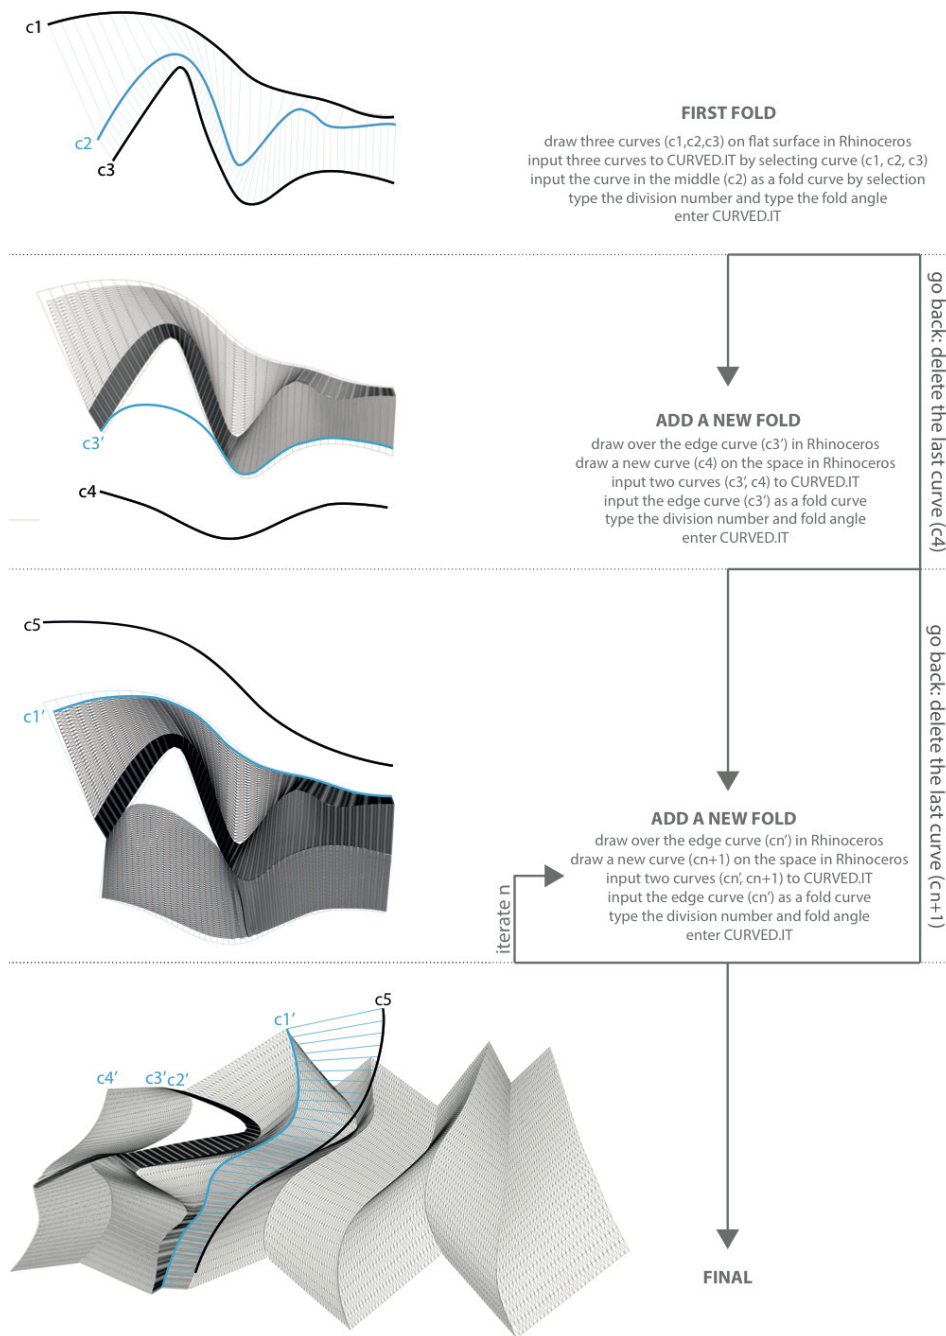 c1
c2
c3
FIRST FOLD
draw three curves (c1,c2,c3) on flat surface in Rhinoceros
input three curves to CURVED.IT by selecting curve (c1, c2, c3)
input the curve in the middle (c2) as a fold curve by selection
type the division number and type the fold angle
enter CURVED.IT
go back: delete the last curve (c4)
c3’
c4
ADD A NEW FOLD
draw over the edge curve (c3’) in Rhinoceros
draw a new curve (c4) on the space in Rhinoceros
input two curves (c3’, c4) to CURVED.IT
input the edge curve (c3’) as a fold curve
type the division number and fold angle
enter CURVED.IT
c5
c1’
go back: delete the last curve (cn+1)
ADD A NEW FOLD
draw over the edge curve (cn’) in Rhinoceros
draw a new curve (cn+1) on the space in Rhinoceros
input two curves (cn’, cn+1) to CURVED.IT
input the edge curve (cn’) as a fold curve
type the division number and fold angle
enter CURVED.IT
iterate n
c5
c1’
c4’
c3’
c2’
FINAL